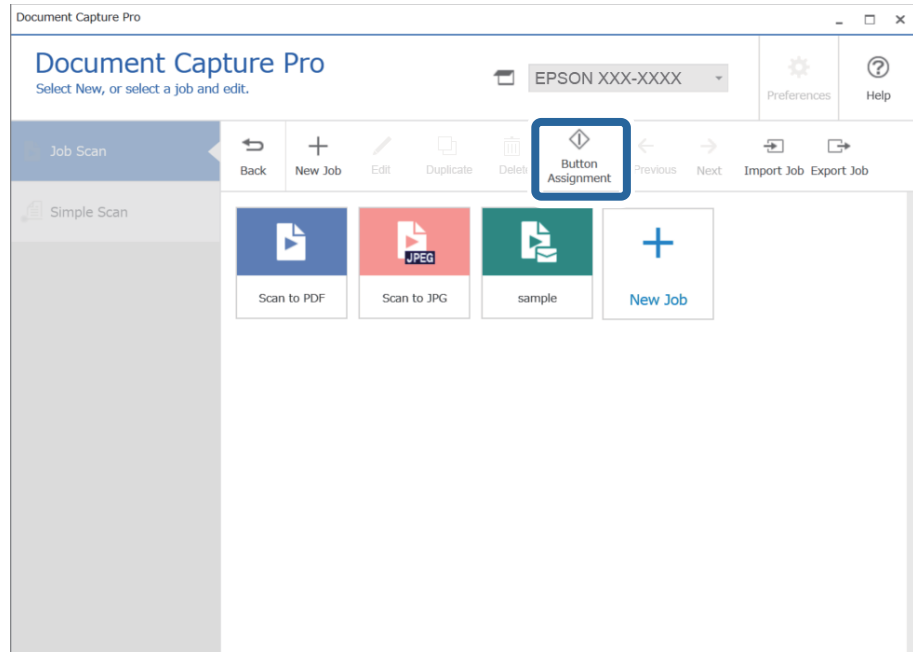 Document Capture Pro
Document Capture Pro
Select New, or select a job and edit.
EPSON XXX-XXXX
Preferences
Help
Job Scan
Simple Scan
Back
New Job
Edit
Duplicate
Delete
Button
Assignment
Previous
Next
Import Job
Export Job
JPEG
Scan to PDF
Scan to JPG
sample
New Job